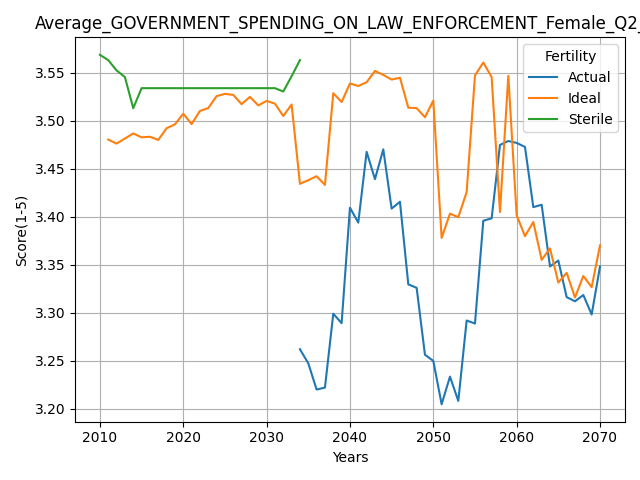 Average_GOVERNMENT_SPENDING_ON_LAW_ENFORCEMENT_Female_Q2_
Fertility
Actual
Ideal
Sterile
Score(1-5)
3.55
3.50
3.45
3.40
3.35
3.30
3.25
3.20
2010 2020 2030 2040 2050 2060 2070
Years